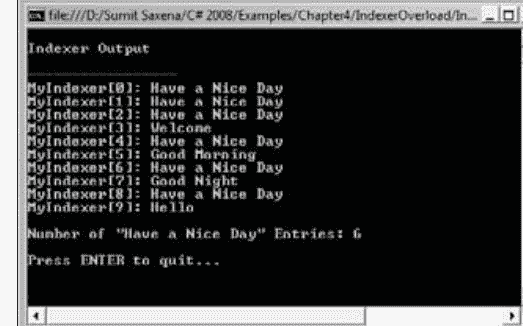 file:///D:/Sumit Saxena/C# 2008/Examples/Chapter4/IndexerOverload/In...
Indexer Output
MyIndexer[0]: Have a Nice Day
MyIndexer[1]: Have a Nice Day
MyIndexer[2]: Have a Nice Day
MyIndexer[3]: Welcome
MyIndexer[4]: Have a Nice Day
MyIndexer[5]: Good Morning
MyIndexer[6]: Have a Nice Day
MyIndexer[7]: Good Night
MyIndexer[8]: Have a Nice Day
MyIndexer[9]: Hello
Number of "Have a Nice Day" Entries: 6
Press ENTER to quit...